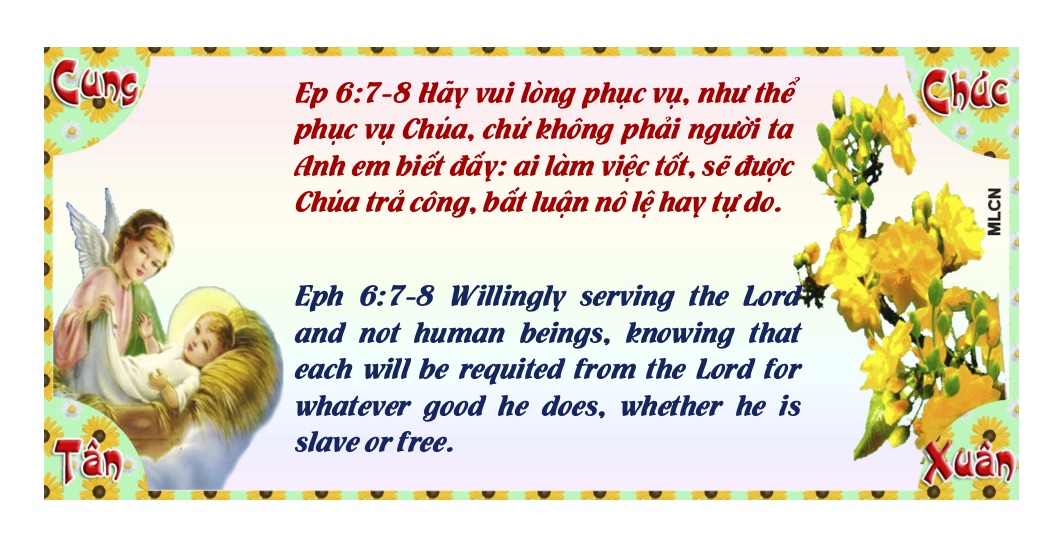 Cung
Chúc
Ep 6:7-8 Hãy vui lòng phục vụ, như thể
phục vụ Chúa, chứ không phải người ta
Anh em biết đấy: ai làm việc tốt, sẽ được
Chúa trả công, bất luận nô lệ hay tự do.
MLCN
Eph 6:7-8 Willingly serving the Lord
and not human beings, knowing that
each will be requited from the Lord for
whatever good he does, whether he is
slave or free.
Tân
Xuân